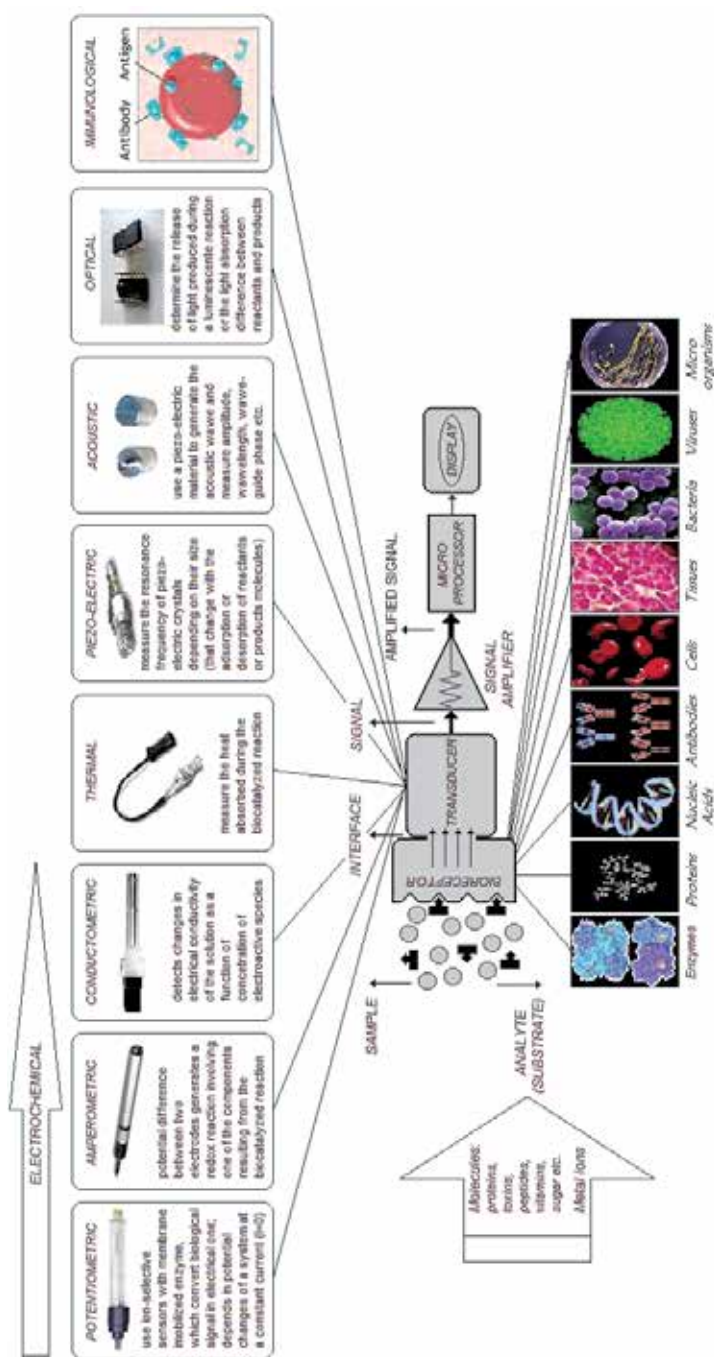 ELECTROCHEMICAL
POTENTIOMETRIC
use ion-selective
sensors with membrane
imobilized enzyme,
which convert biological
signal in electrical one;
depends in potential
changes of a system at
a constant current (I=0)
AMPEROMETRIC
potential difference
between two
electrodes generates a
redox reaction involving
one of the components
resulting from the
biocatalyzed reaction
CONDUCTOMETRIC
detects changes in
electrical conductivity
of the solution as a
function of
concetration of
electroactive species
THERMAL
measure the heat
absorbed during the
biocatalyzed reaction
PIEZO-ELECTRIC
measure the resonance
frequency of piezo-
electric crystals
depending on their size
(that change with the
adsorption or
desorption of reactants
or products molecules)
ACOUSTIC
use a piezo-electric
material to generate the
acoustic wawe and
measure amplitude,
wawelength, wawe-
guide phase etc.
OPTICAL
determine the release
of light produced during
a luminescente reaction
or the light absorption
difference between
reactants and products
IMMUNOLOGICAL
Antibody Antigen
SAMPLE
INTERFACE
SIGNAL
AMPLIFIED SIGNAL
BIORECEPTOR
TRANSDUCER
SIGNAL
AMPLIFIER
MICRO
PROCESSOR
DISPLAY
ANALYTE
(SUBSTRATE)
Molecules:
proteins,
toxins,
peptides,
vitamins,
sugar etc.
Metal ions
Enzymes
Proteins
Nucleic
Acids
Antibodies
Cells
Tissues
Bacteria
Viruses
Micro
organisms